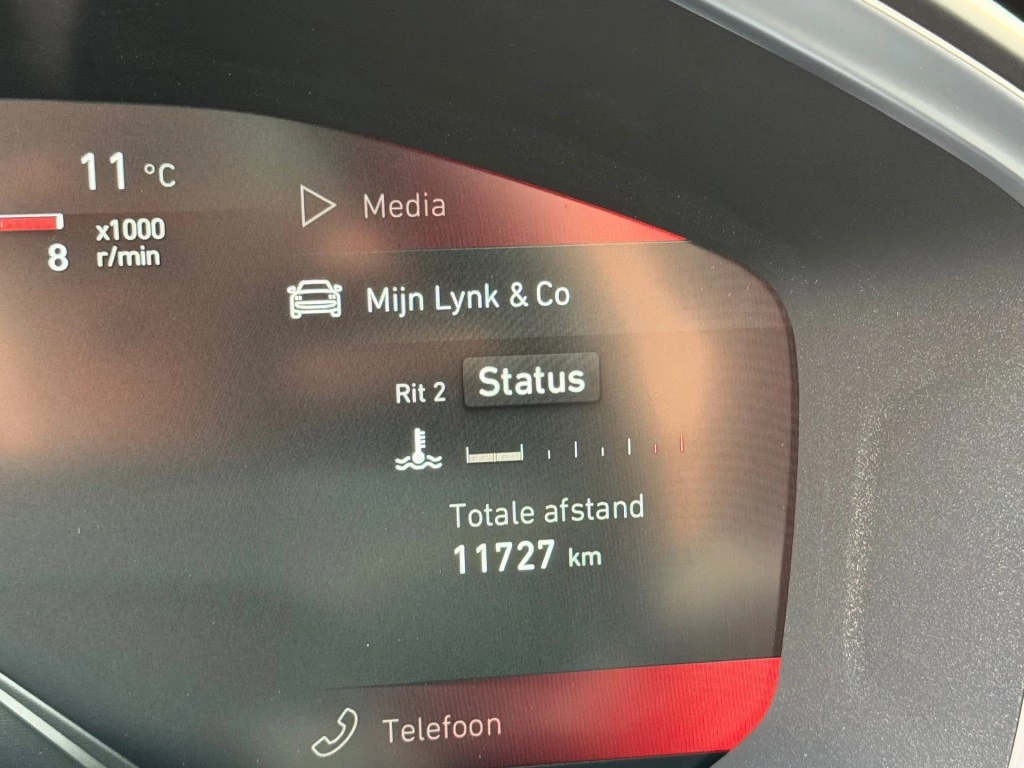 11 °C
x1000
8 r/min
Media
Mijn Lynk & Co
Rit 2 Status
Totale afstand
11727 km
Telefoon